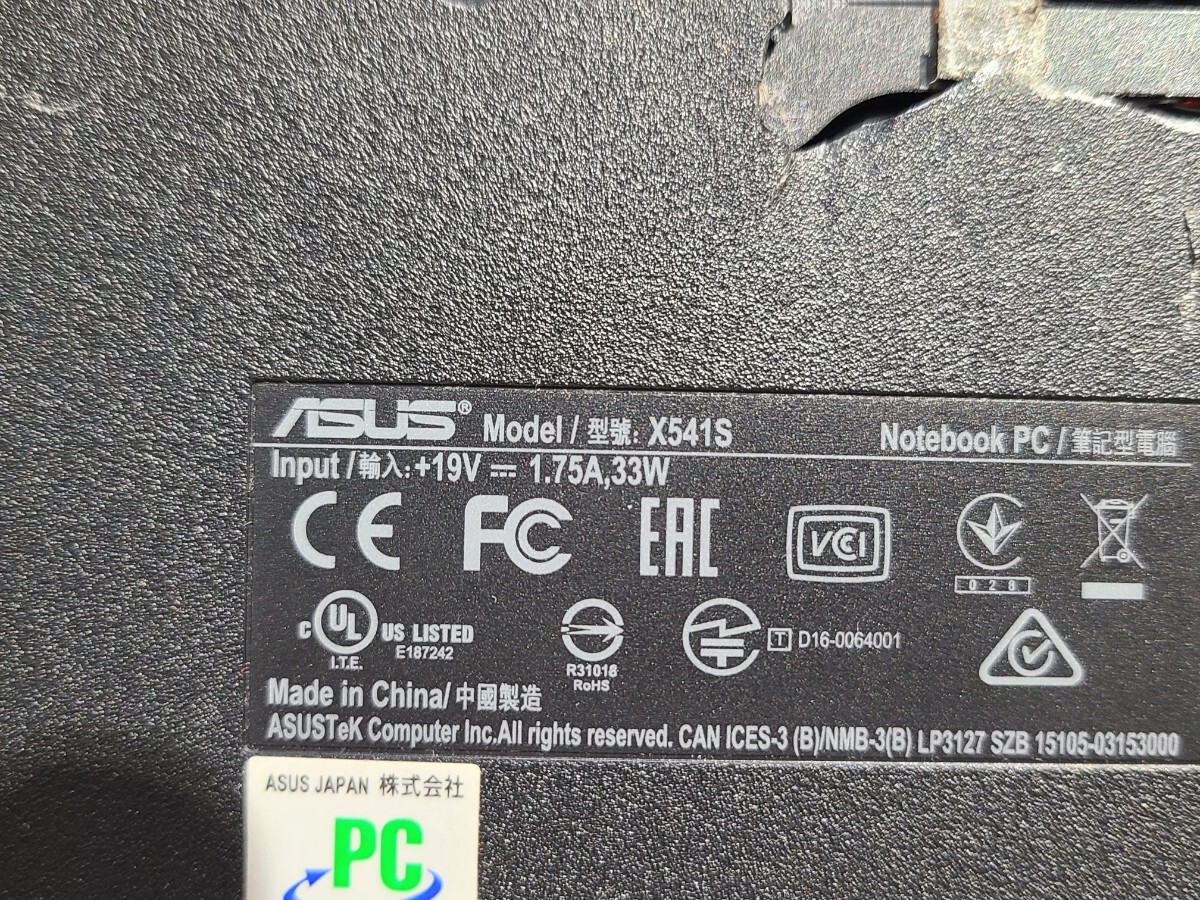 ASUS® Model / 型號: X541S Notebook PC / 筆記型電腦
Input / 輸入: +19V ⎓ 1.75A,33W
CE FC EAC VCCI
020
c UL US LISTED
I.T.E. E187242
R31018
RoHS
T D16-0064001
Made in China/ 中國製造
ASUSTeK Computer Inc.All rights reserved. CAN ICES-3 (B)/NMB-3(B) LP3127 SZB 15105-03153000
ASUS JAPAN 株式会社
PC